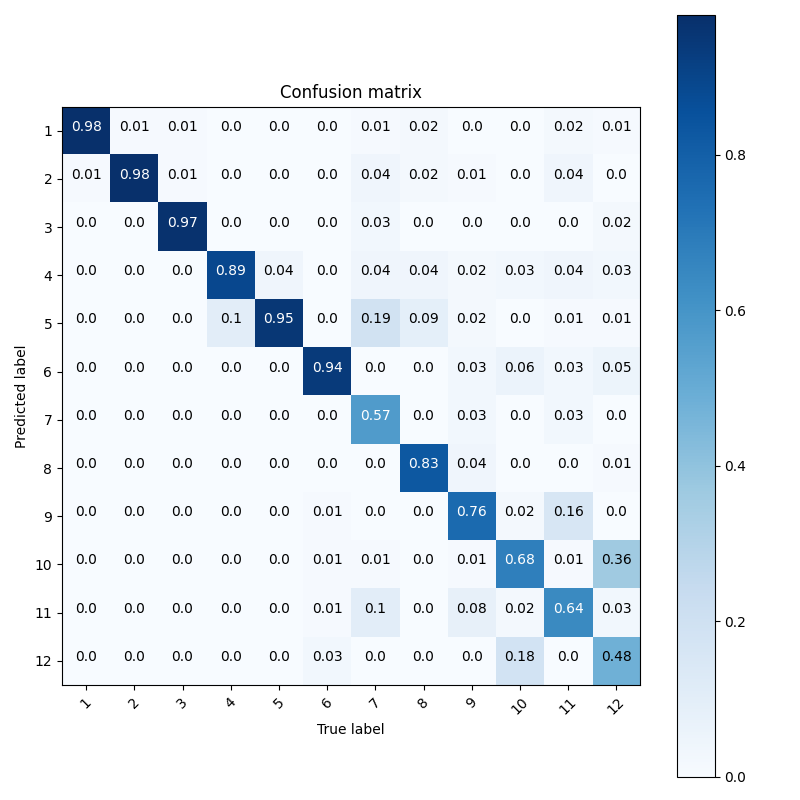 Confusion matrix
1 0.98 0.01 0.01 0.0 0.0 0.0 0.01 0.02 0.0 0.0 0.02 0.01
2 0.01 0.98 0.01 0.0 0.0 0.0 0.04 0.02 0.01 0.0 0.04 0.0
3 0.0 0.0 0.97 0.0 0.0 0.0 0.03 0.0 0.0 0.0 0.0 0.02
4 0.0 0.0 0.0 0.89 0.04 0.0 0.04 0.04 0.02 0.03 0.04 0.03
5 0.0 0.0 0.0 0.1 0.95 0.0 0.19 0.09 0.02 0.0 0.01 0.01
6 0.0 0.0 0.0 0.0 0.0 0.94 0.0 0.0 0.03 0.06 0.03 0.05
7 0.0 0.0 0.0 0.0 0.0 0.0 0.57 0.0 0.03 0.0 0.03 0.0
8 0.0 0.0 0.0 0.0 0.0 0.0 0.0 0.83 0.04 0.0 0.0 0.01
9 0.0 0.0 0.0 0.0 0.0 0.01 0.0 0.0 0.76 0.02 0.16 0.0
10 0.0 0.0 0.0 0.0 0.0 0.01 0.01 0.0 0.01 0.68 0.01 0.36
11 0.0 0.0 0.0 0.0 0.0 0.01 0.1 0.0 0.08 0.02 0.64 0.03
12 0.0 0.0 0.0 0.0 0.0 0.03 0.0 0.0 0.0 0.18 0.0 0.48
1 2 3 4 5 6 7 8 9 10 11 12
True label
Predicted label
0.8
0.6
0.4
0.2
0.0